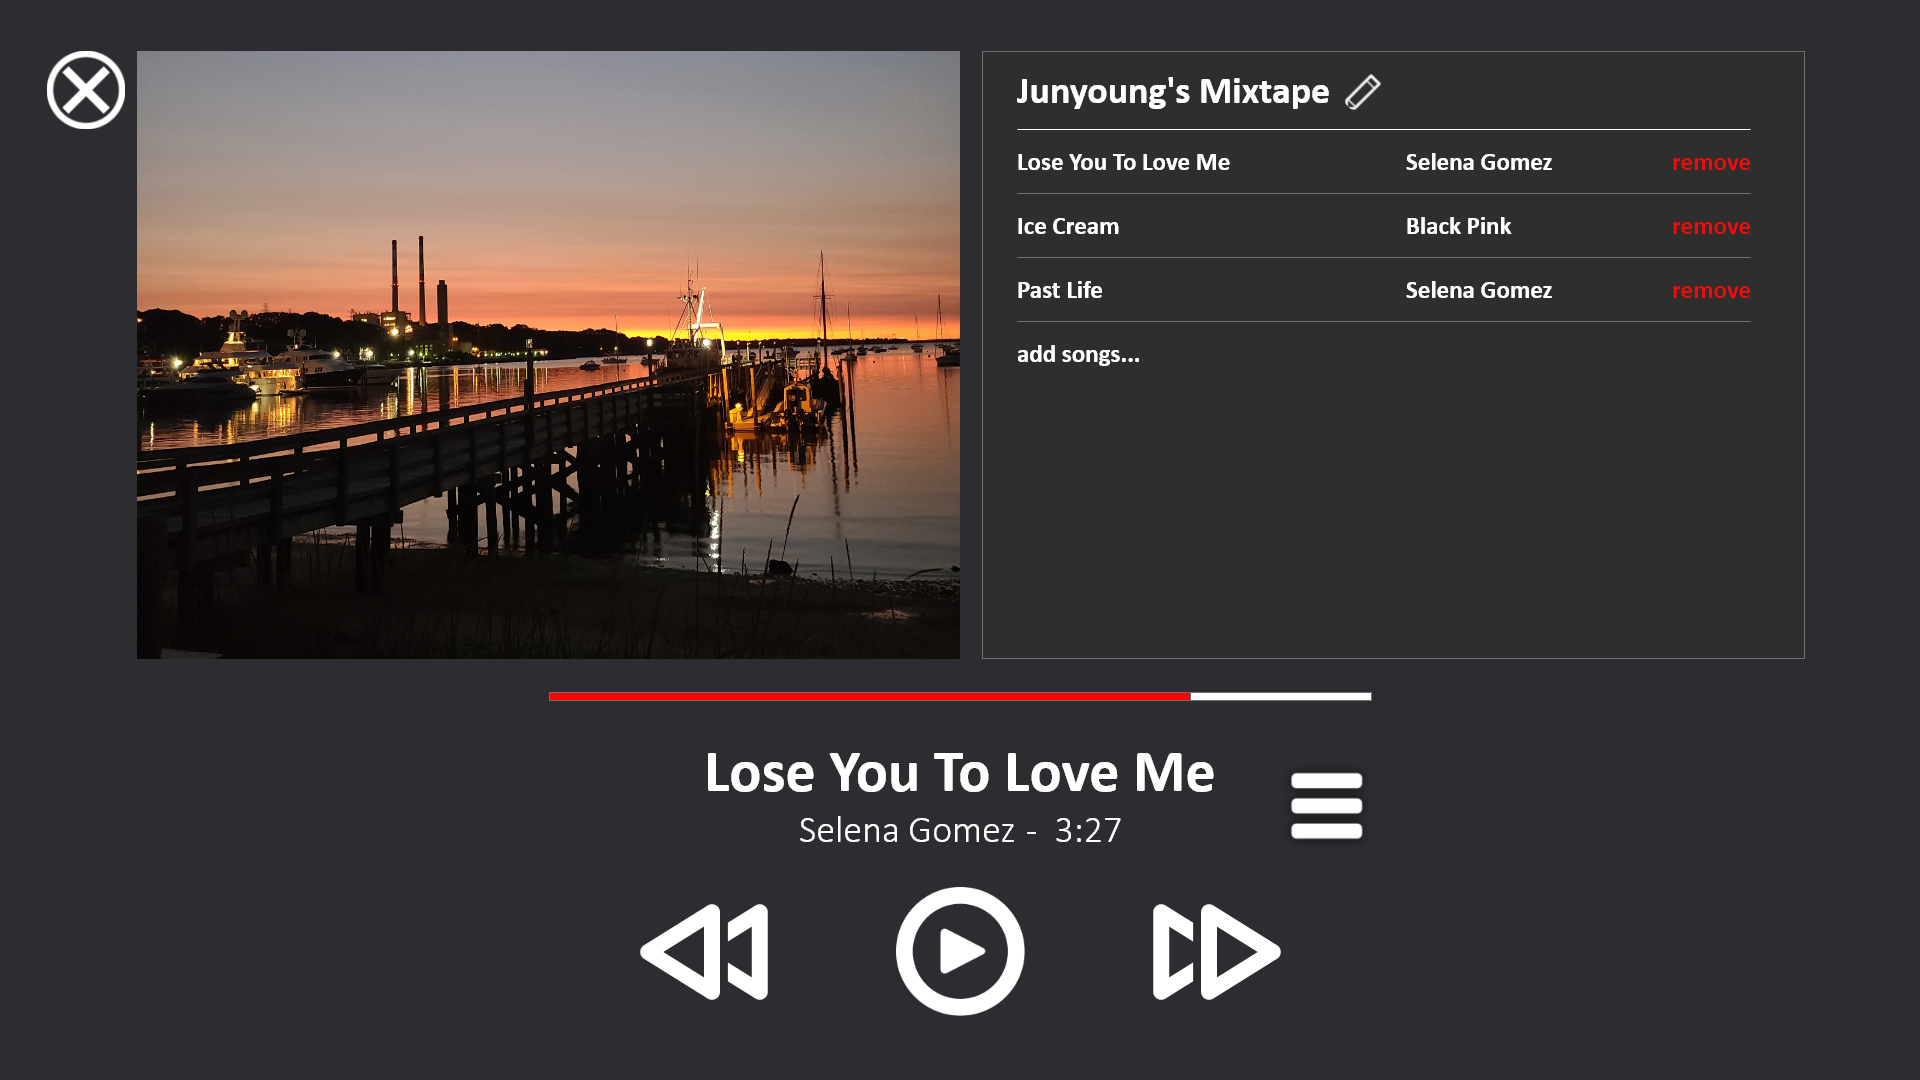 Junyoung's Mixtape
Lose You To Love Me Selena Gomez remove
Ice Cream Black Pink remove
Past Life Selena Gomez remove
add songs...
Lose You To Love Me
Selena Gomez - 3:27